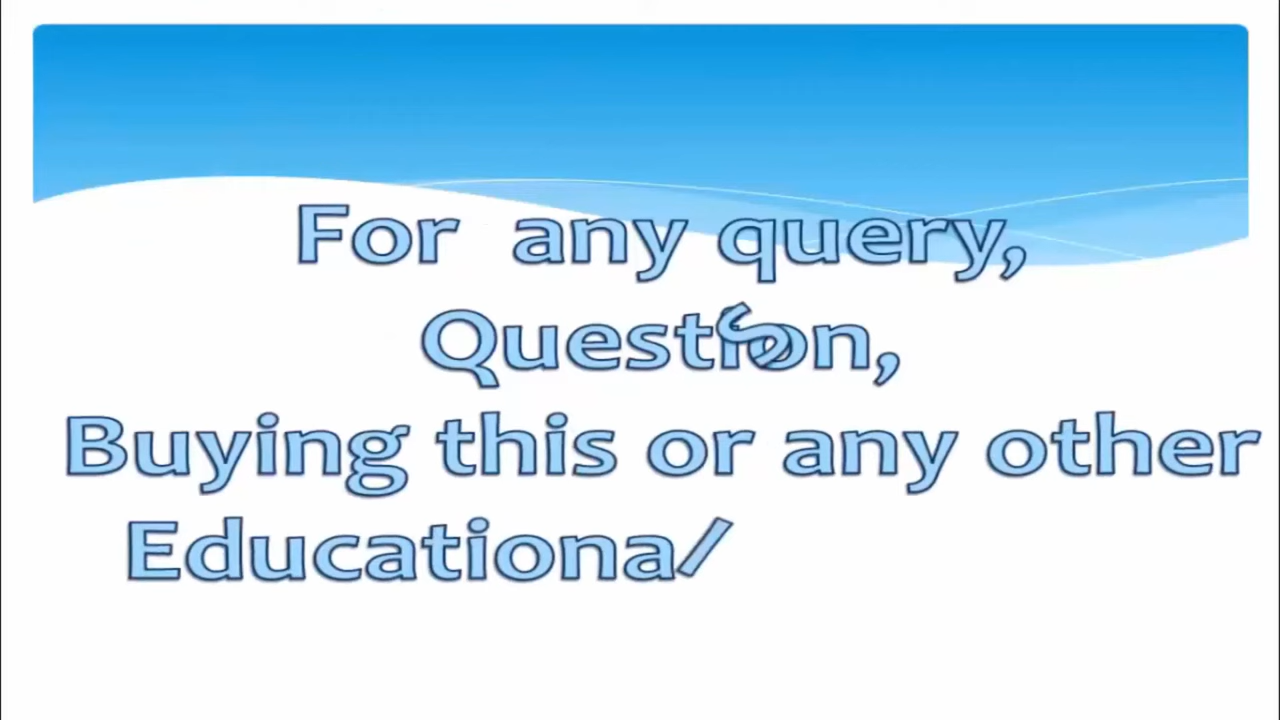 For any query,
Question,
Buying this or any other
Educational